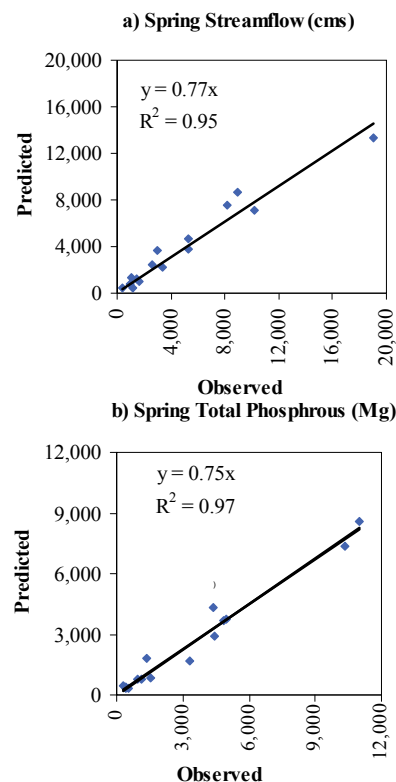 a) Spring Streamflow (cms)
20,000
16,000
12,000
8,000
4,000
0
y = 0.77x
R² = 0.95
Predicted
0
4,000
8,000
12,000
16,000
20,000
Observed
b) Spring Total Phosphrous (Mg)
12,000
9,000
6,000
3,000
0
y = 0.75x
R² = 0.97
)
Predicted
0
3,000
6,000
9,000
12,000
Observed